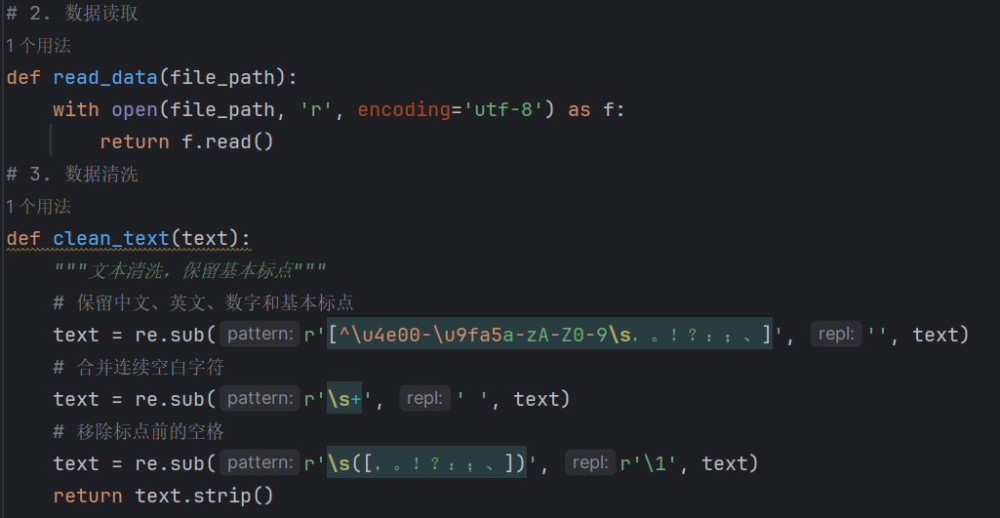 # 2. 数据读取
1个用法
def read_data(file_path):
    with open(file_path, 'r', encoding='utf-8') as f:
        return f.read()
# 3. 数据清洗
1个用法
def clean_text(text):
    """文本清洗，保留基本标点"""
    # 保留中文、英文、数字和基本标点
    text = re.sub( pattern: r'[^\u4e00-\u9fa5a-zA-Z0-9\s，。！？：；、]', repl: '', text)
    # 合并连续空白字符
    text = re.sub( pattern: r'\s+', repl: ' ', text)
    # 移除标点前的空格
    text = re.sub( pattern: r'\s([，。！？：；、])', repl: r'\1', text)
    return text.strip()